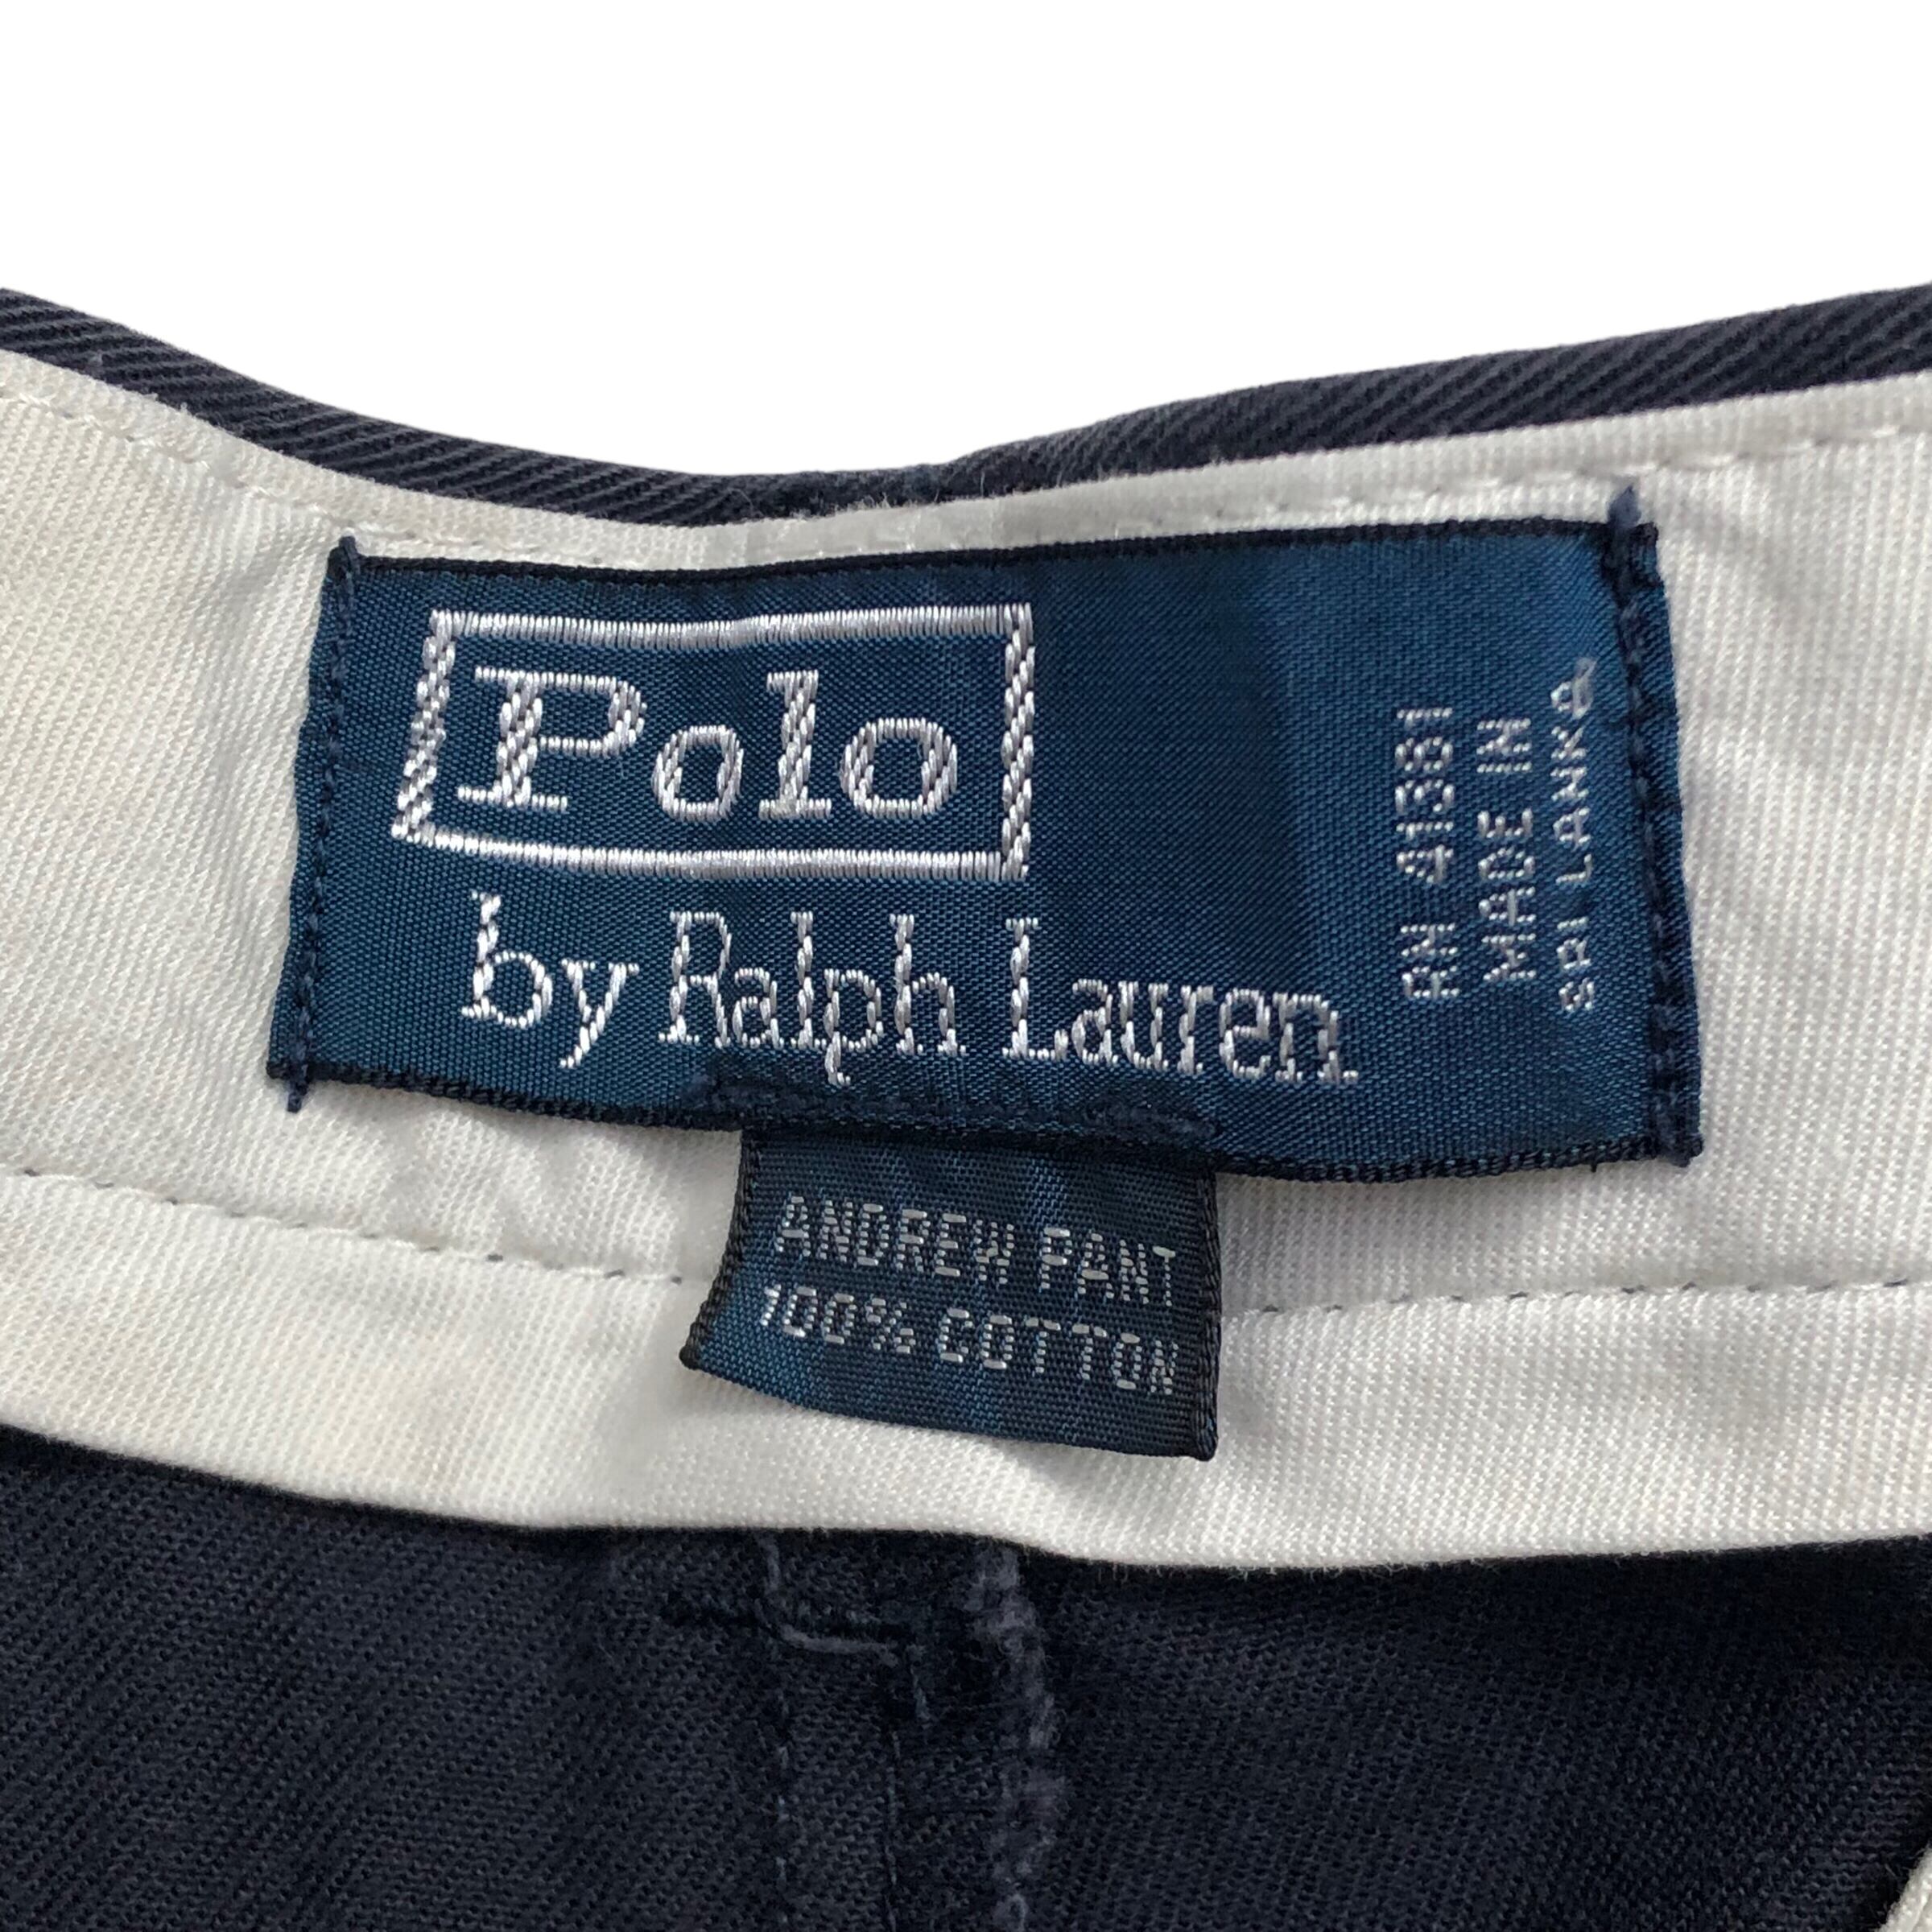 Polo
by Ralph Lauren
RN 41381
MADE IN
SRI LANKA
ANDREW PANT
100% COTTON